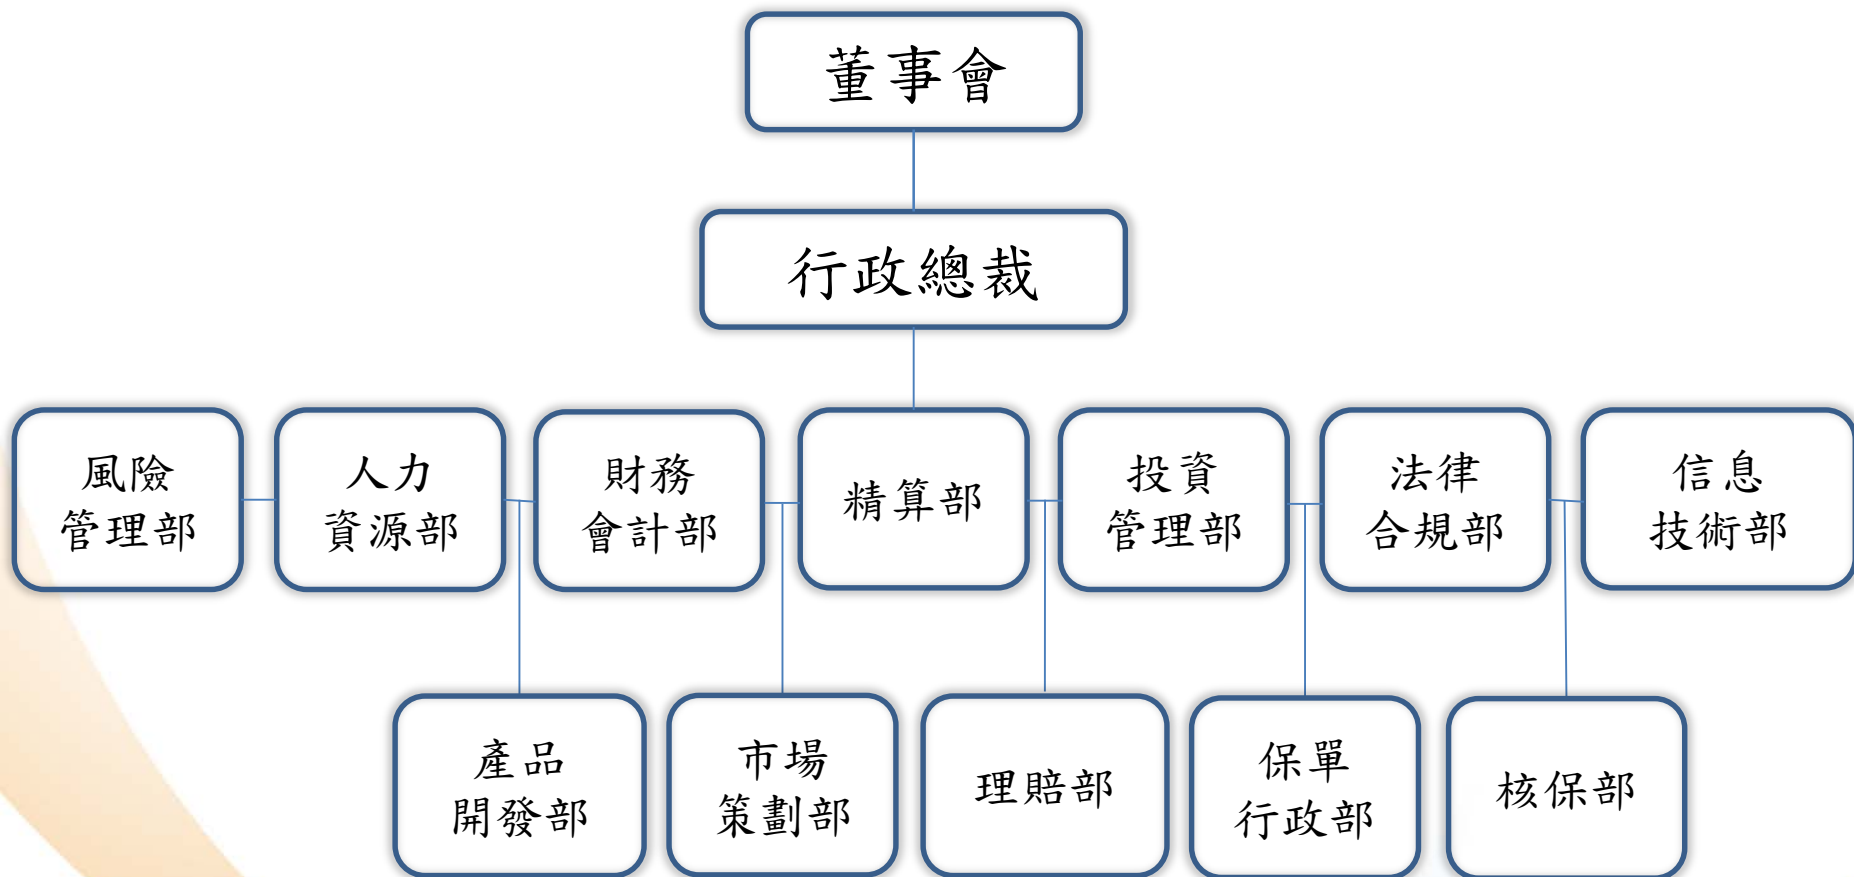 董事會
行政總裁
風險
管理部
人力
資源部
財務
會計部
精算部
投資
管理部
法律
合規部
信息
技術部
產品
開發部
市場
策劃部
理賠部
保單
行政部
核保部